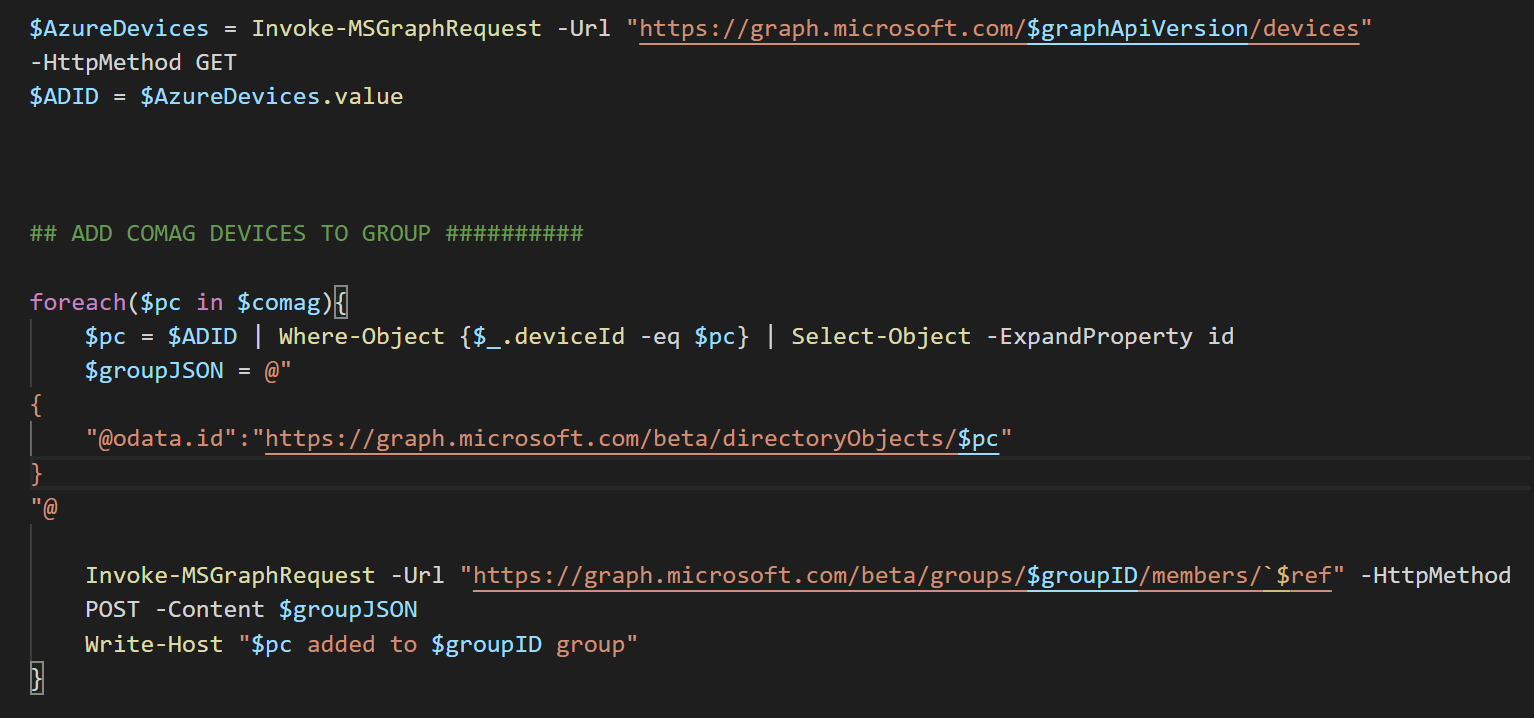 $AzureDevices = Invoke-MSGraphRequest -Url "https://graph.microsoft.com/$graphApiVersion/devices"
-HttpMethod GET
$ADID = $AzureDevices.value
## ADD COMAG DEVICES TO GROUP ##########
foreach($pc in $comag){
    $pc = $ADID | Where-Object {$_.deviceId -eq $pc} | Select-Object -ExpandProperty id
    $groupJSON = @"
{
    "@odata.id":"https://graph.microsoft.com/beta/directoryObjects/$pc"
}
"@
    Invoke-MSGraphRequest -Url "https://graph.microsoft.com/beta/groups/$groupID/members/`$ref" -HttpMethod
    POST -Content $groupJSON
    Write-Host "$pc added to $groupID group"
}